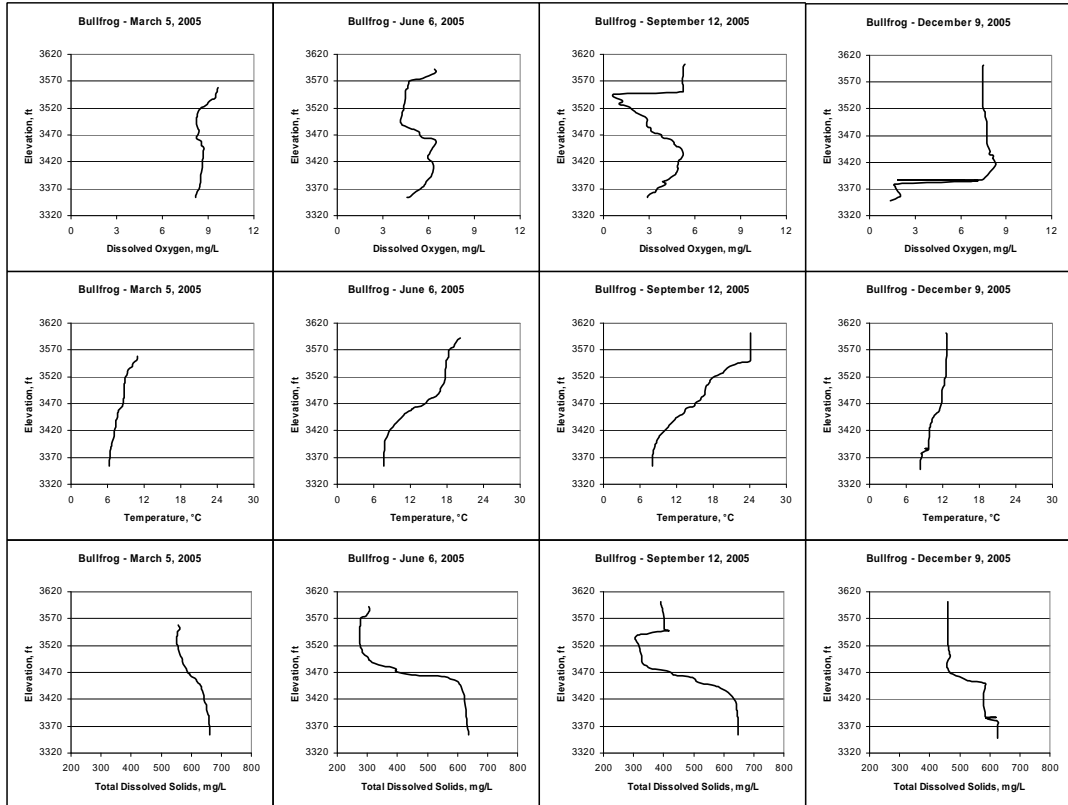 Bullfrog - March 5, 2005
3620
3570
3520
3470
3420
3370
3320
Elevation, ft
0 3 6 9 12
Dissolved Oxygen, mg/L
Bullfrog - June 6, 2005
3620
3570
3520
3470
3420
3370
3320
Elevation, ft
0 3 6 9 12
Dissolved Oxygen, mg/L
Bullfrog - September 12, 2005
3620
3570
3520
3470
3420
3370
3320
Elevation, ft
0 3 6 9 12
Dissolved Oxygen, mg/L
Bullfrog - December 9, 2005
3620
3570
3520
3470
3420
3370
3320
Elevation, ft
0 3 6 9 12
Dissolved Oxygen, mg/L
Bullfrog - March 5, 2005
3620
3570
3520
3470
3420
3370
3320
Elevation, ft
0 6 12 18 24 30
Temperature, °C
Bullfrog - June 6, 2005
3620
3570
3520
3470
3420
3370
3320
Elevation, ft
0 6 12 18 24 30
Temperature, °C
Bullfrog - September 12, 2005
3620
3570
3520
3470
3420
3370
3320
Elevation, ft
0 6 12 18 24 30
Temperature, °C
Bullfrog - December 9, 2005
3620
3570
3520
3470
3420
3370
3320
Elevation, ft
0 6 12 18 24 30
Temperature, °C
Bullfrog - March 5, 2005
3620
3570
3520
3470
3420
3370
3320
Elevation, ft
200 300 400 500 600 700 800
Total Dissolved Solids, mg/L
Bullfrog - June 6, 2005
3620
3570
3520
3470
3420
3370
3320
Elevation, ft
200 300 400 500 600 700 800
Total Dissolved Solids, mg/L
Bullfrog - September 12, 2005
3620
3570
3520
3470
3420
3370
3320
Elevation, ft
200 300 400 500 600 700 800
Total Dissolved Solids, mg/L
Bullfrog - December 9, 2005
3620
3570
3520
3470
3420
3370
3320
Elevation, ft
200 300 400 500 600 700 800
Total Dissolved Solids, mg/L